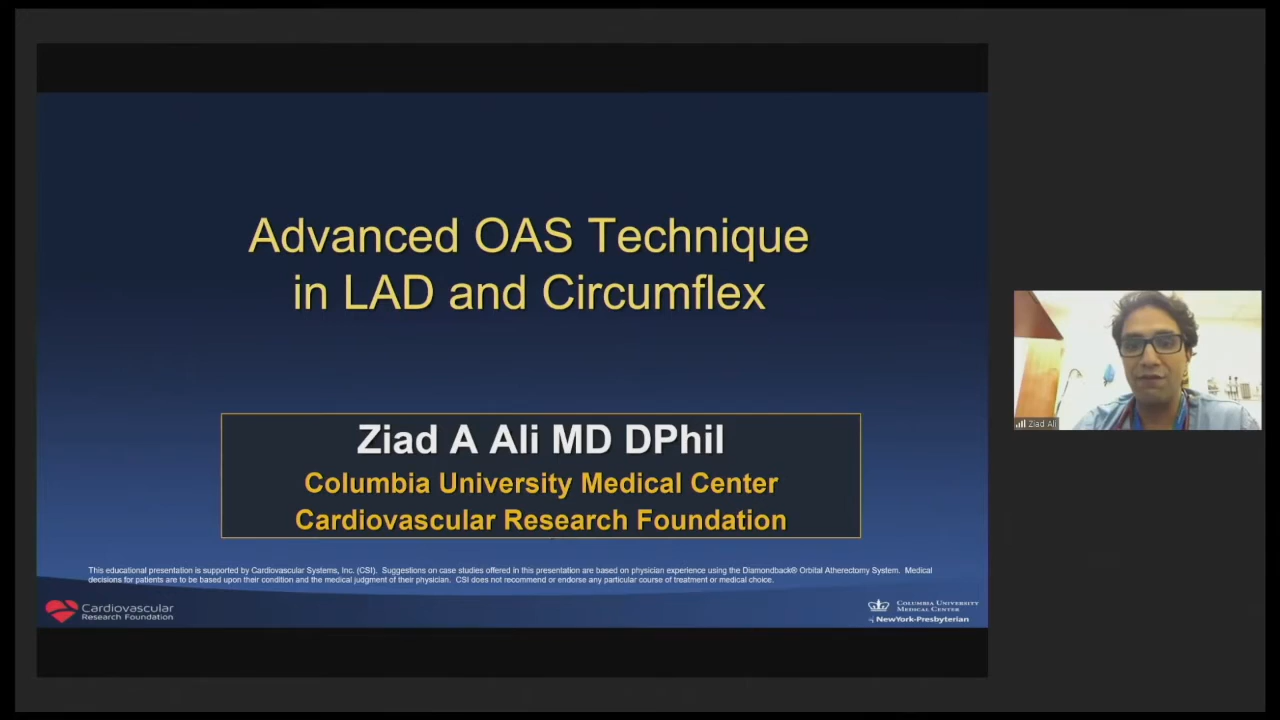 Advanced OAS Technique
in LAD and Circumflex
Ziad A Ali MD DPhil
Columbia University Medical Center
Cardiovascular Research Foundation
This educational presentation is supported by Cardiovascular Systems, Inc. (CSI). Suggestions on case studies offered in this presentation are based on physician experience using the Diamondback® Orbital Atherectomy System. Medical
decisions for patients are to be based upon their condition and the medical judgment of their physician. CSI does not recommend or endorse any particular course of treatment or medical choice.
Cardiovascular
Research Foundation
COLUMBIA UNIVERSITY
MEDICAL CENTER
NewYork-Presbyterian
Ziad Ali